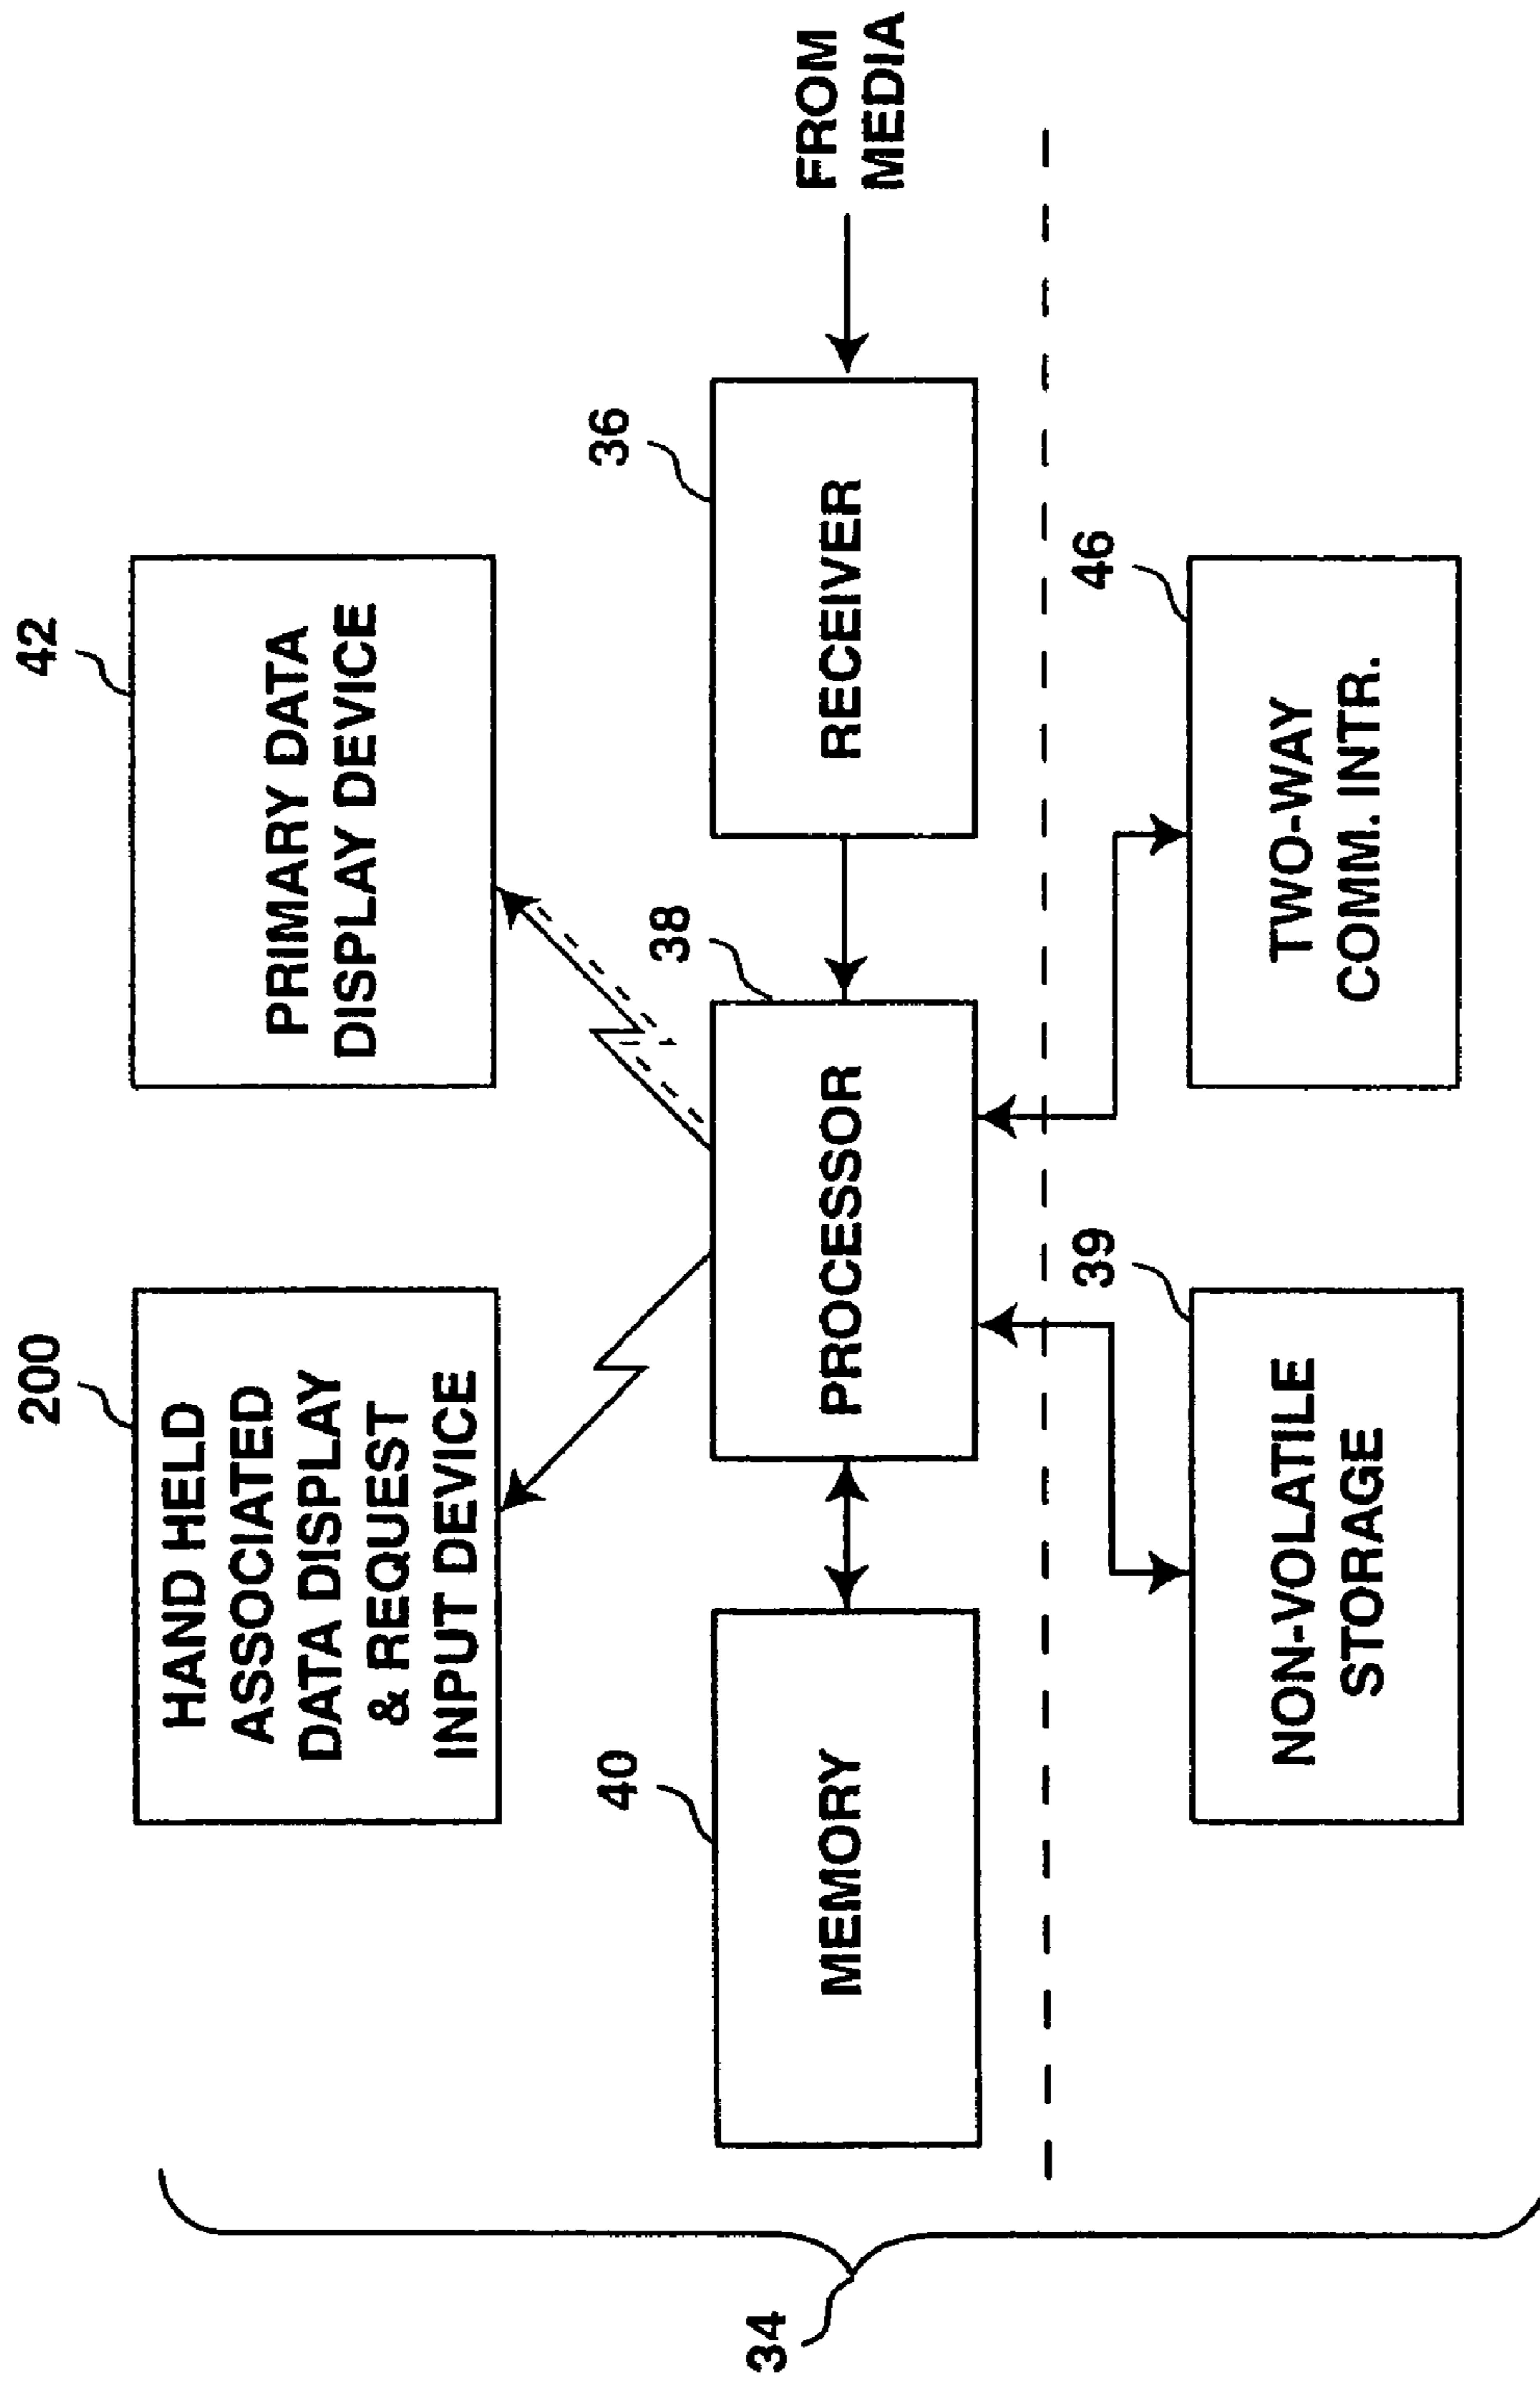 200
HAND HELD
ASSOCIATED
DATA DISPLAY
& REQUEST
INPUT DEVICE
42
PRIMARY DATA
DISPLAY DEVICE
40
MEMORY
38
PROCESSOR
36
RECEIVER
FROM
MEDIA
34
39
NON-VOLATILE
STORAGE
46
TWO-WAY
COMM. INTR.